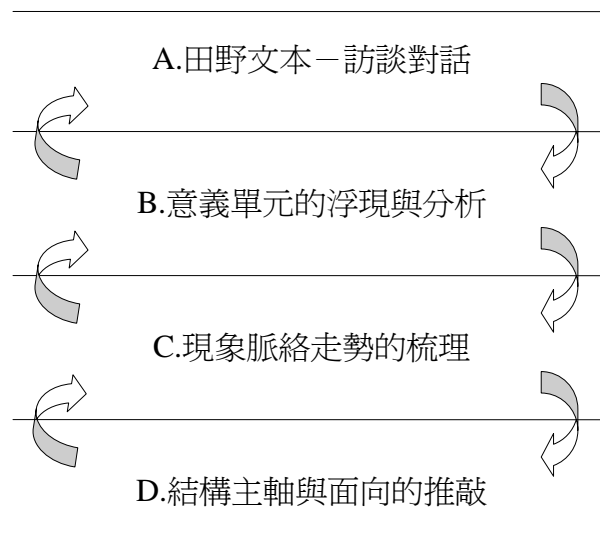 A.田野文本－訪談對話
B.意義單元的浮現與分析
C.現象脈絡走勢的梳理
D.結構主軸與面向的推敲